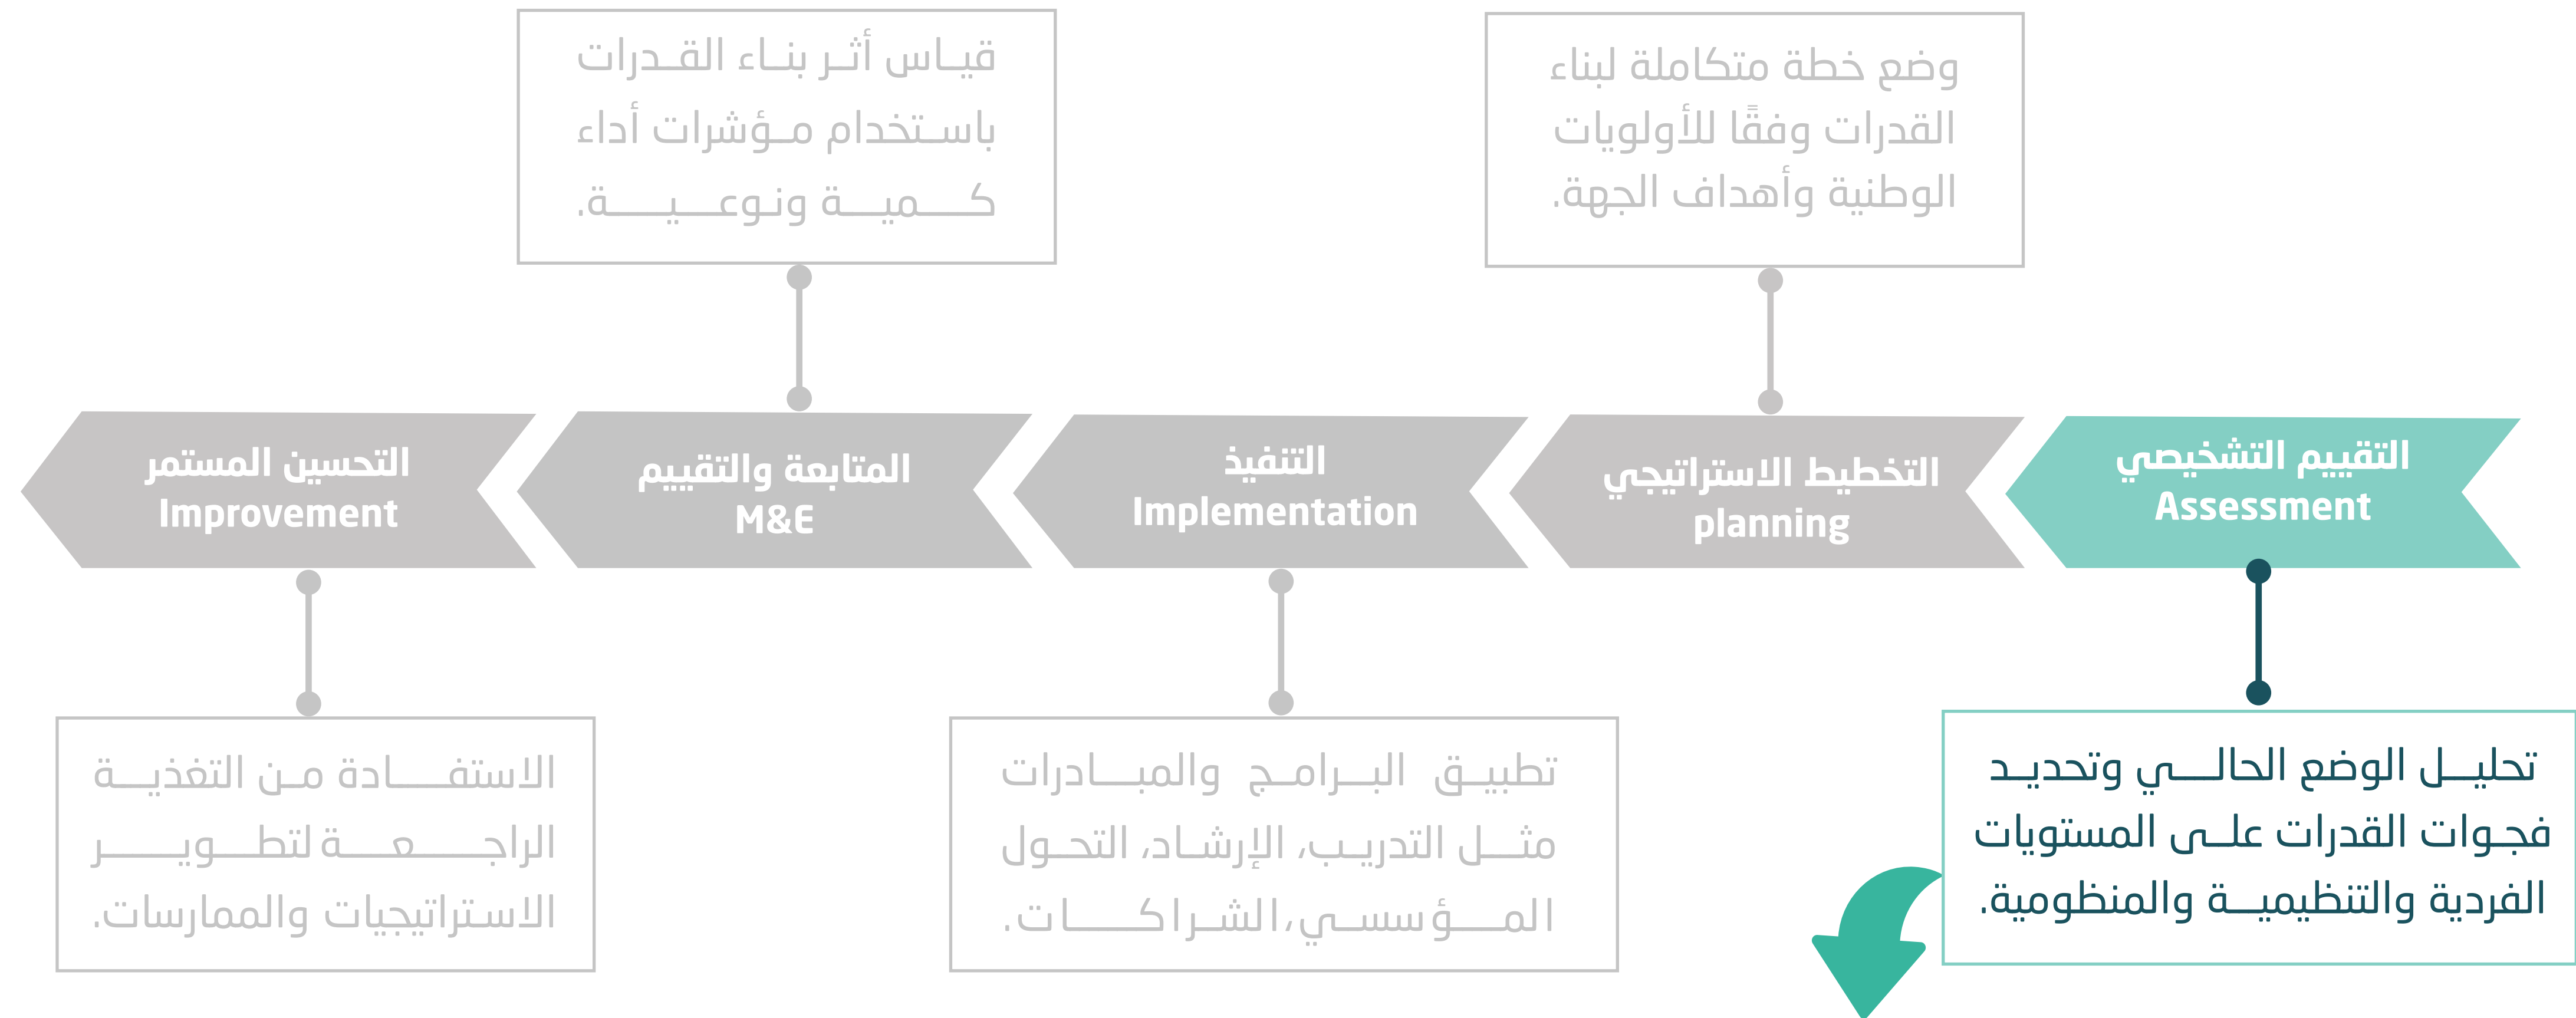 التقييم التشخيصي
Assessment
تحليل الوضع الحالي وتحديد
فجوات القدرات على المستويات
الفردية والتنظيمية والمنظومية.
وضع خطة متكاملة لبناء
القدرات وفقًا للأولويات
الوطنية وأهداف الجهة.
التخطيط الاستراتيجي
planning
التنفيذ
Implementation
تطبيق البرامج والمبادرات
مثل التدريب، الإرشاد، التحول
المؤسسي،الشراكات.
قياس أثر بناء القدرات
باستخدام مؤشرات أداء
كمية ونوعية.
المتابعة والتقييم
M&E
التحسين المستمر
Improvement
الاستفادة من التغذية
الراجعة لتطوير
الاستراتيجيات والممارسات.